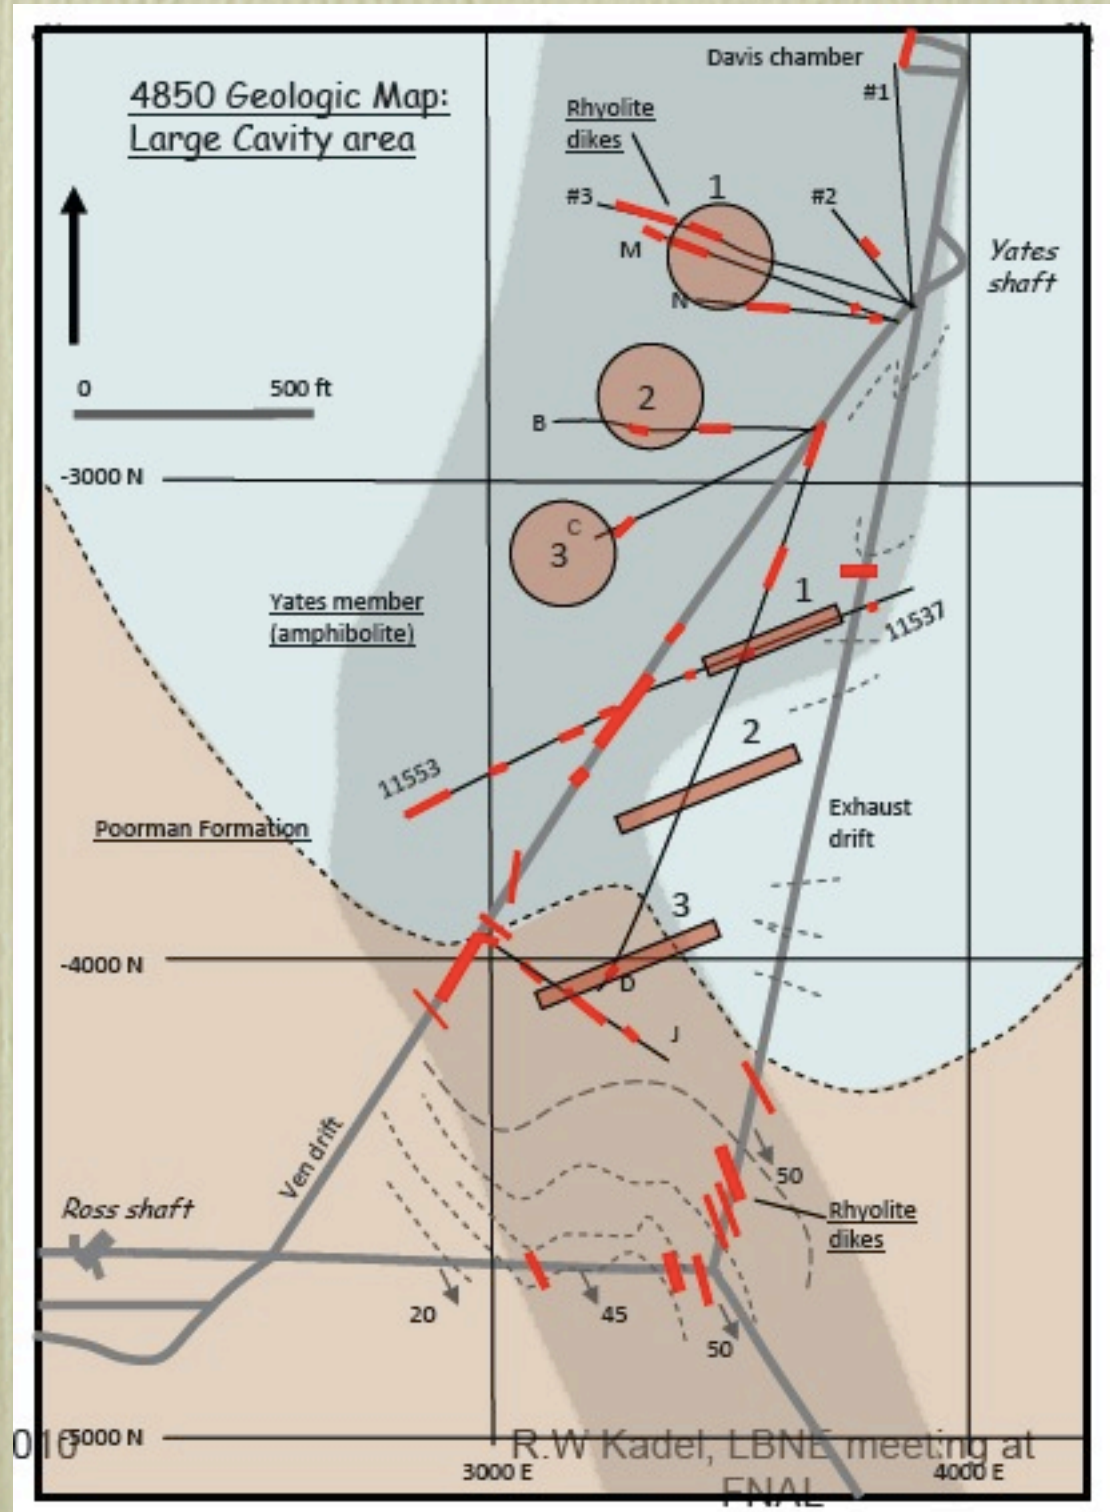 4850 Geologic Map:
Large Cavity area
Davis chamber
#1
Rhyolite
dikes
1
#2
#3
M
N
Yates
shaft
0 500 ft
2
B
-3000 N
C
3
1
Yates member
(amphibolite)
11537
2
11553
Exhaust
drift
Poorman Formation
3
-4000 N
D
J
Ven drift
50
Ross shaft
Rhyolite
dikes
20
45
50
010
-5000 N
R.W Kadel, LBNE meeting at
FNAL
3000 E
4000 E